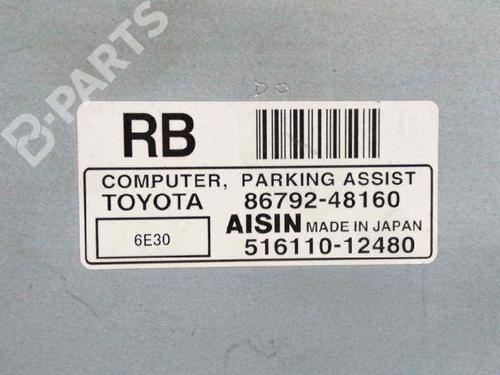 B-PARTS
RB
COMPUTER, PARKING ASSIST
TOYOTA 86792-48160
6E30 AISIN MADE IN JAPAN
516110-12480